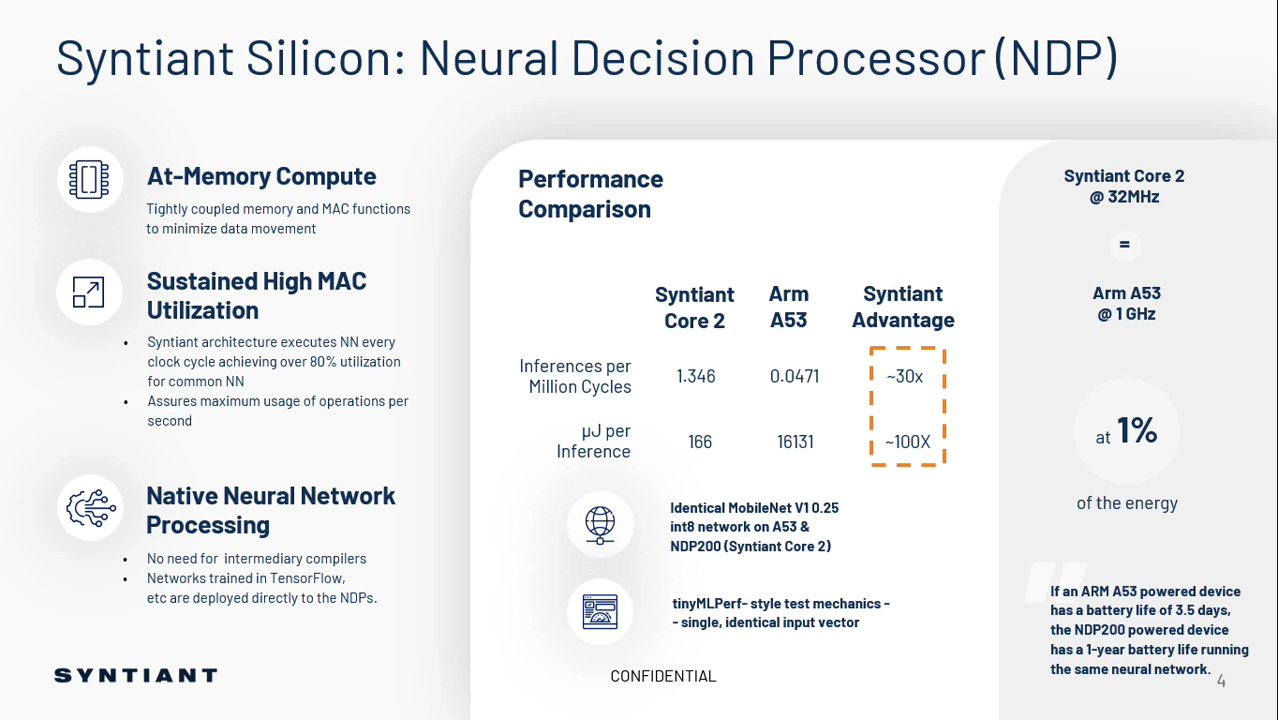 Syntiant Silicon: Neural Decision Processor (NDP)
At-Memory Compute
Tightly coupled memory and MAC functions
to minimize data movement
Sustained High MAC
Utilization
• Syntiant architecture executes NN every
clock cycle achieving over 80% utilization
for common NN
• Assures maximum usage of operations per
second
Native Neural Network
Processing
• No need for intermediary compilers
• Networks trained in TensorFlow,
etc are deployed directly to the NDPs.
SYNTIANT
Performance
Comparison
Syntiant Arm Syntiant
Core 2 A53 Advantage
Inferences per
Million Cycles 1.346 0.0471 ~30x
µJ per
Inference 166 16131 ~100X
Identical MobileNet V1 0.25
int8 network on A53 &
NDP200 (Syntiant Core 2)
tinyMLPerf- style test mechanics -
- single, identical input vector
CONFIDENTIAL
Syntiant Core 2
@ 32MHz
=
Arm A53
@ 1 GHz
at 1%
of the energy
"
If an ARM A53 powered device
has a battery life of 3.5 days,
the NDP200 powered device
has a 1-year battery life running
the same neural network.
4